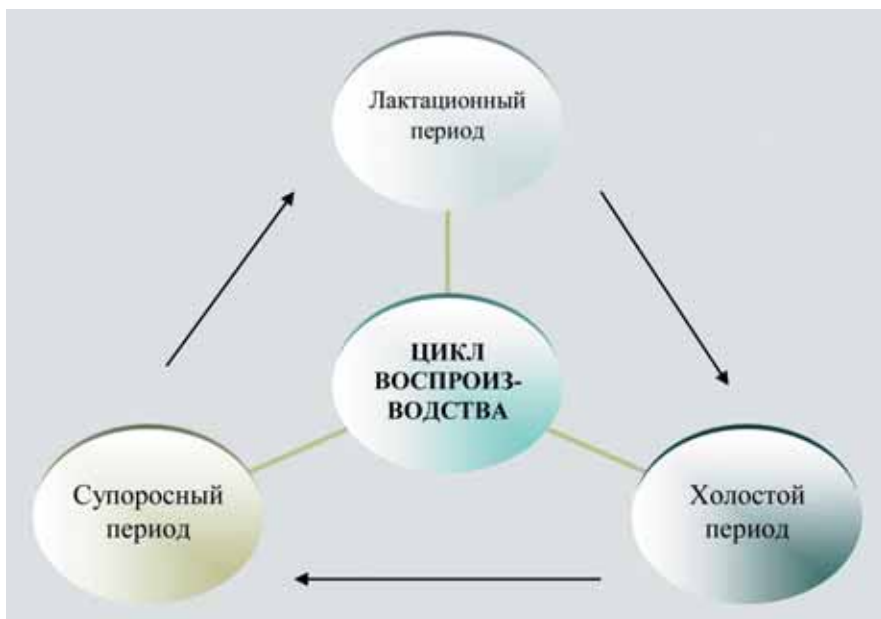 Лактационный
период
ЦИКЛ
ВОСПРОИЗ-
ВОДСТВА
Супоросный
период
Холостой
период